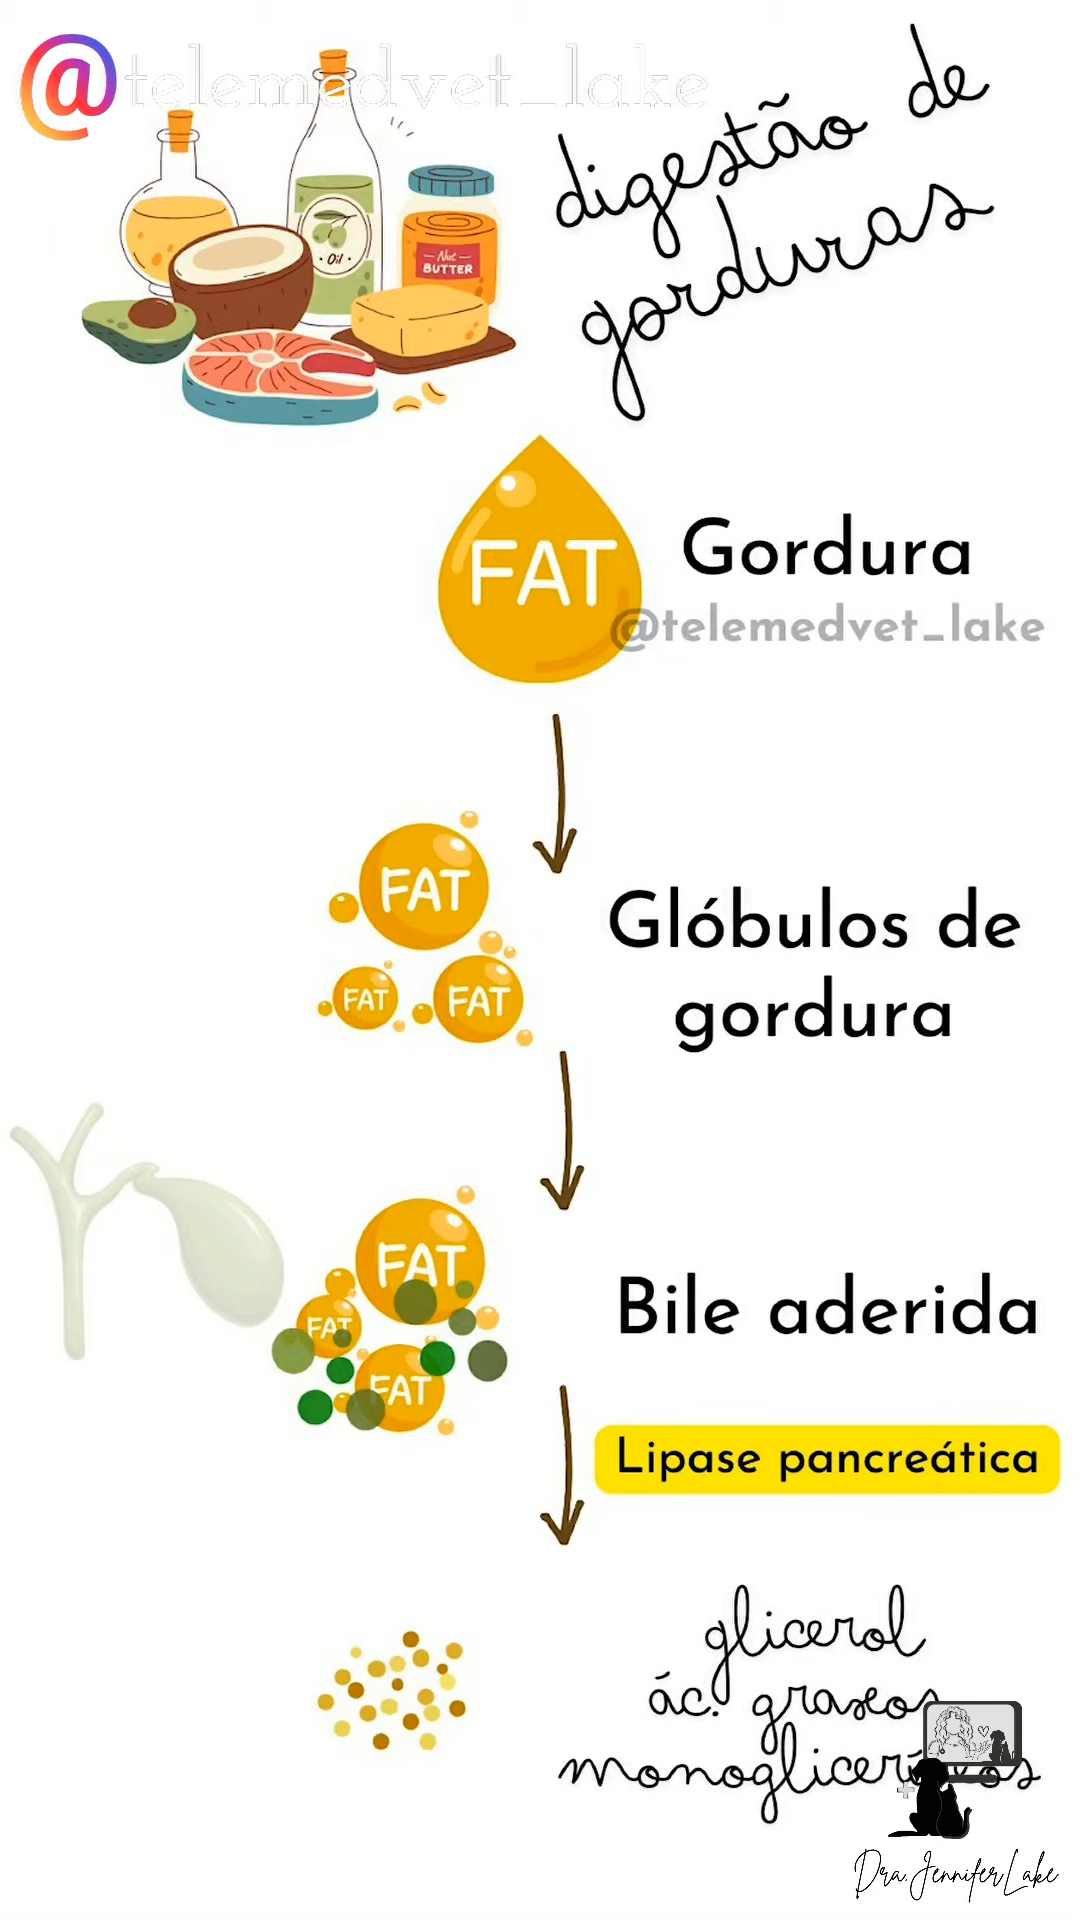 @telemedvet_lake
digestão de
gorduras
Oil
Nut
BUTTER
FAT
Gordura
@telemedvet_lake
FAT
FAT
FAT
Glóbulos de
gordura
FAT
FAT
FAT
Bile aderida
Lipase pancreática
glicerol
ác. graxos
Dra. Jennifer Lake